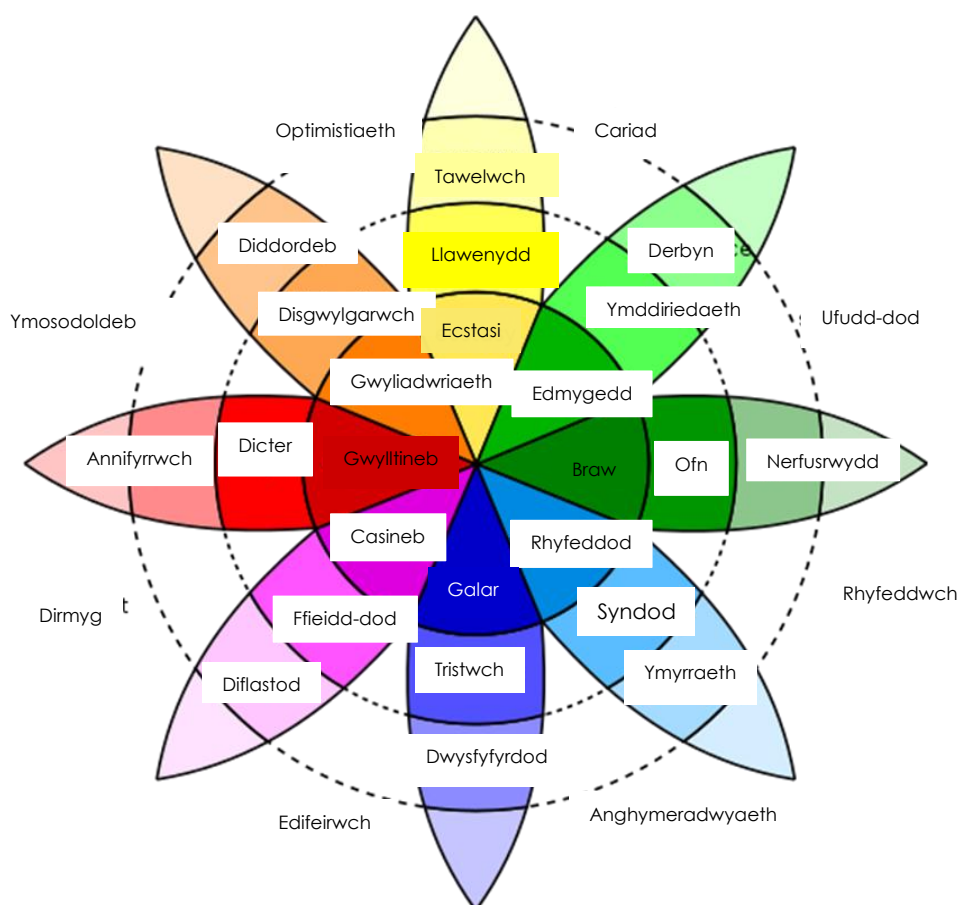 Optimistiaeth
Cariad
Tawelwch
Diddordeb
Derbyn
ce
Llawenydd
Disgwylgarwch
Ymddiriedaeth
Ymosodoldeb
Ufudd-dod
Ecstasi
Gwyliadwriaeth
Edmygedd
Annifyrrwch
Dicter
Gwylltineb
Braw
Ofn
Nerfusrwydd
Casineb
Rhyfeddod
Galar
Rhyfeddwch
Dirmyg
t
Ffieidd-dod
Syndod
Tristwch
Diflastod
Ymyrraeth
Dwysfyfyrdod
Edifeirwch
Anghymeradwyaeth